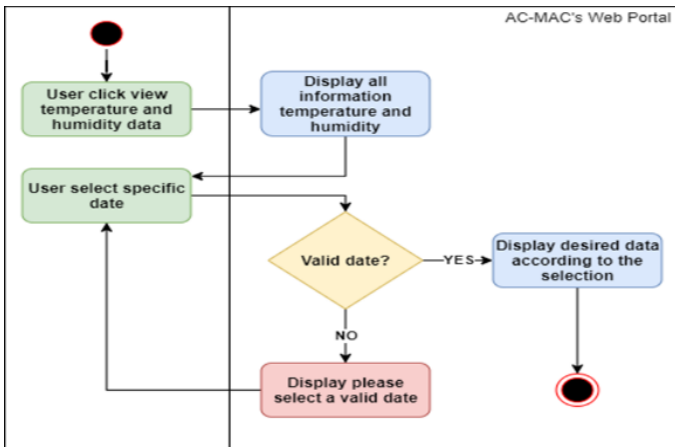 AC-MAC's Web Portal
User click view
temperature and
humidity data
Display all
information
temperature and
humidity
User select specific
date
Valid date?
YES
Display desired data
according to the
selection
NO
Display please
select a valid date